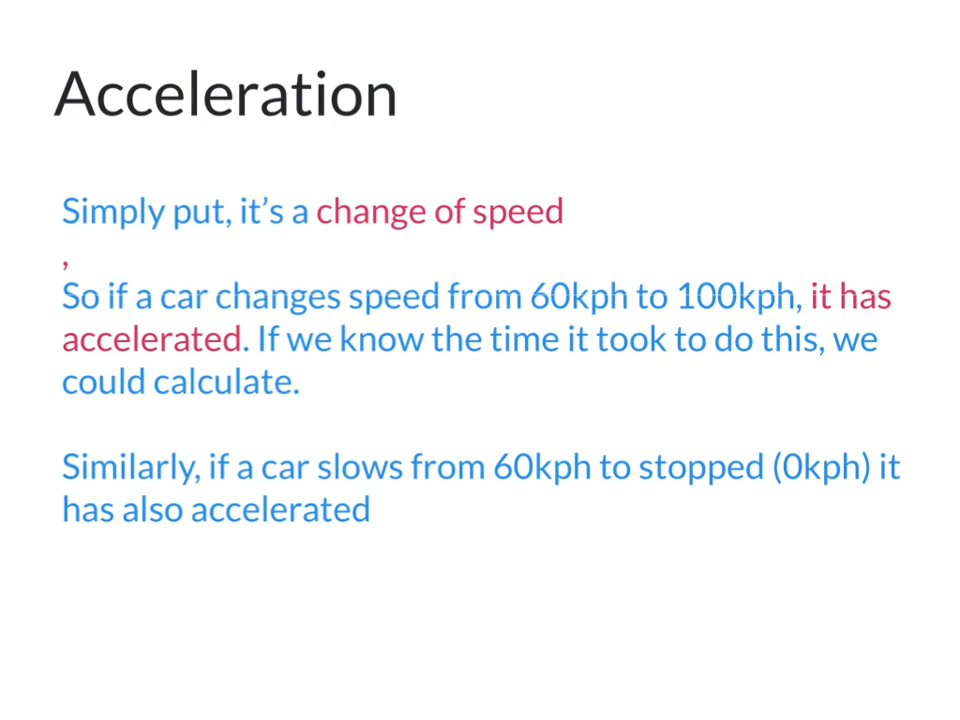 Acceleration
Simply put, it’s a change of speed
,
So if a car changes speed from 60kph to 100kph, it has
accelerated. If we know the time it took to do this, we
could calculate.
Similarly, if a car slows from 60kph to stopped (0kph) it
has also accelerated